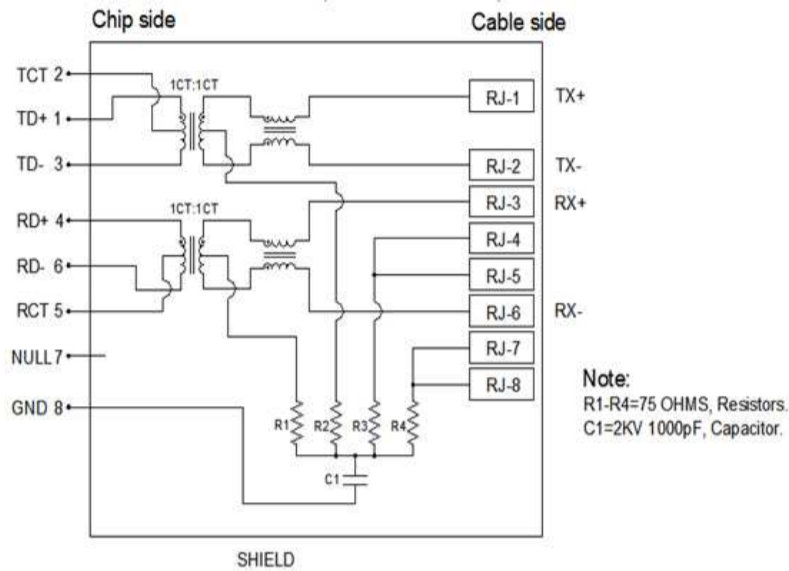 Chip side
Cable side
TCT 2
1CT:1CT
RJ-1 TX+
TD+ 1
TD- 3
RJ-2 TX-
RJ-3 RX+
1CT:1CT
RD+ 4
RJ-4
RD- 6
RJ-5
RCT 5
RJ-6 RX-
NULL7
RJ-7
RJ-8
GND 8
R1 R2 R3 R4
C1
Note:
R1-R4=75 OHMS, Resistors.
C1=2KV 1000pF, Capacitor.
SHIELD